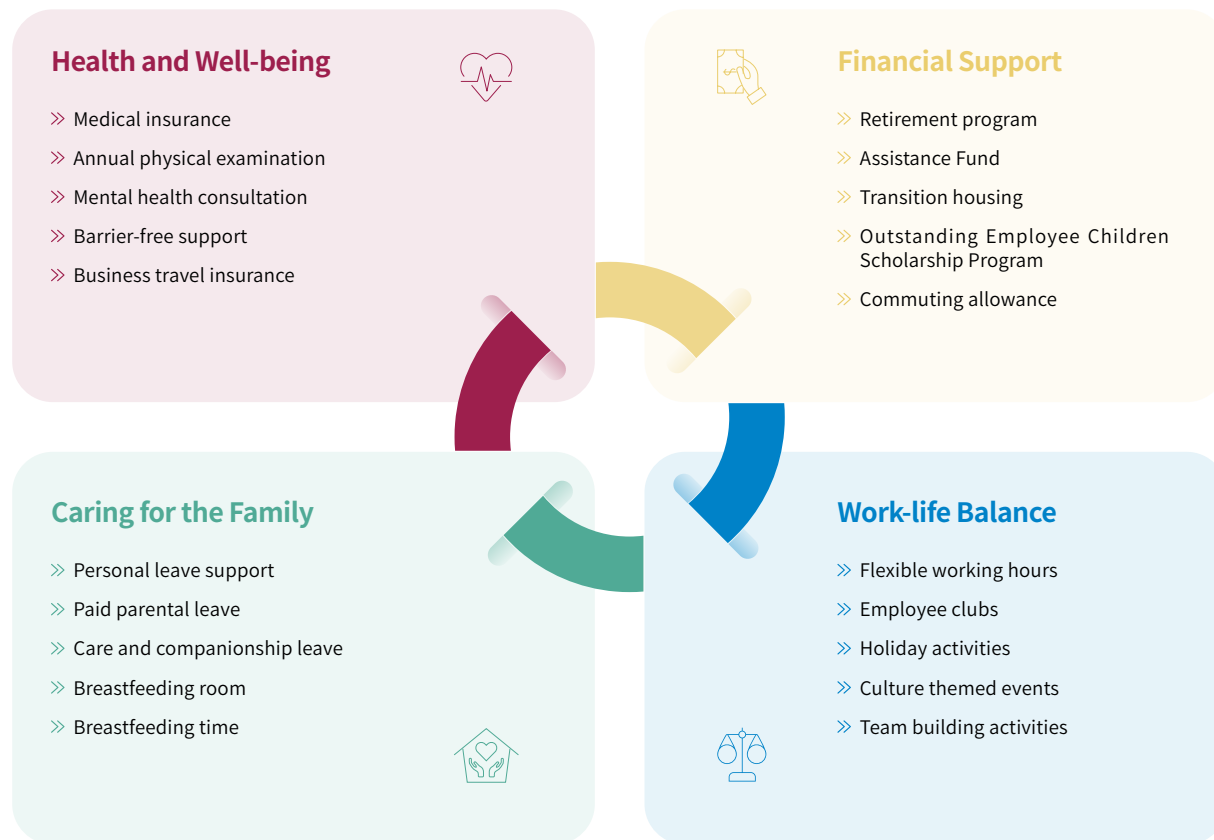 Health and Well-being
Medical insurance
Annual physical examination
Mental health consultation
Barrier-free support
Business travel insurance
Financial Support
Retirement program
Assistance Fund
Transition housing
Outstanding Employee Children
Scholarship Program
Commuting allowance
Caring for the Family
Personal leave support
Paid parental leave
Care and companionship leave
Breastfeeding room
Breastfeeding time
Work-life Balance
Flexible working hours
Employee clubs
Holiday activities
Culture themed events
Team building activities